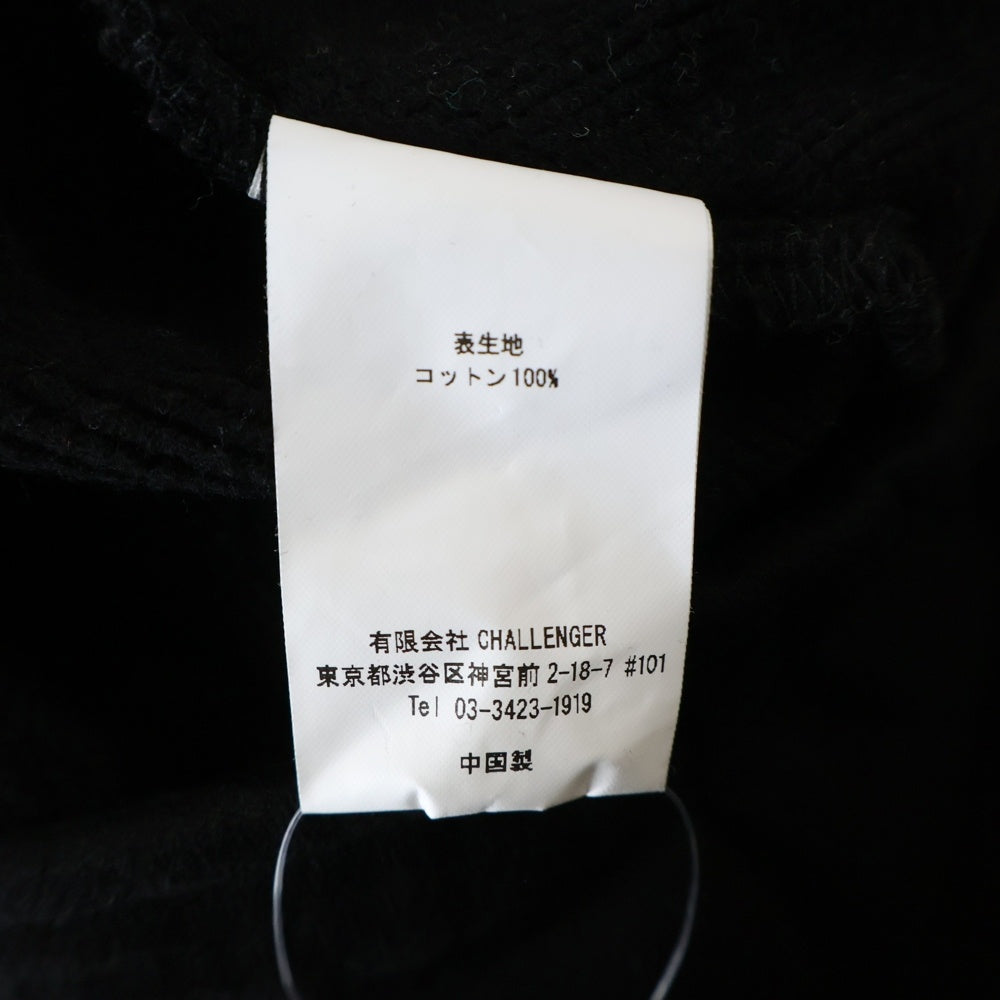 表生地
コットン100%
有限会社 CHALLENGER
東京都渋谷区神宮前 2-18-7 #101
Tel 03-3423-1919
中国製